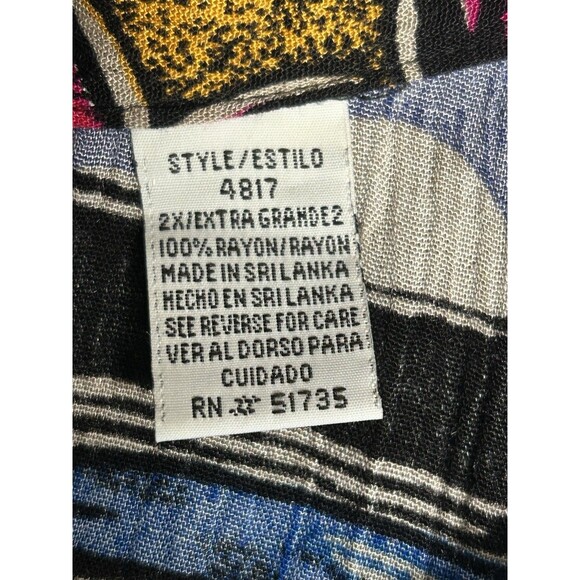 STYLE/ESTILO
4817
2X/EXTRA GRANDE2
100% RAYON/RAYON
MADE IN SRI LANKA
HECHO EN SRI LANKA
SEE REVERSE FOR CARE
VER AL DORSO PARA
CUIDADO
RN # 51735